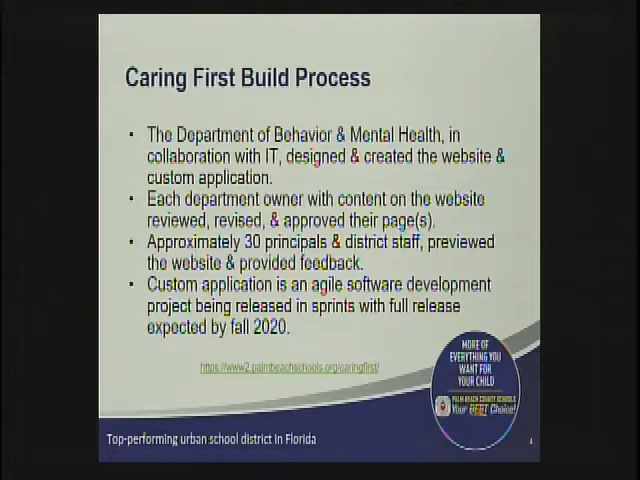 Caring First Build Process
• The Department of Behavior & Mental Health, in
collaboration with IT, designed & created the website &
custom application.
• Each department owner with content on the website
reviewed, revised, & approved their page(s).
• Approximately 30 principals & district staff, previewed
the website & provided feedback.
• Custom application is an agile software development
project being released in sprints with full release
expected by fall 2020.
https://www2.palmbeachschools.org/caringfirst/
MORE OF
EVERYTHING YOU
WANT FOR
YOUR CHILD
PALM BEACH COUNTY SCHOOLS
Your BEST Choice!
Top-performing urban school district in Florida
4